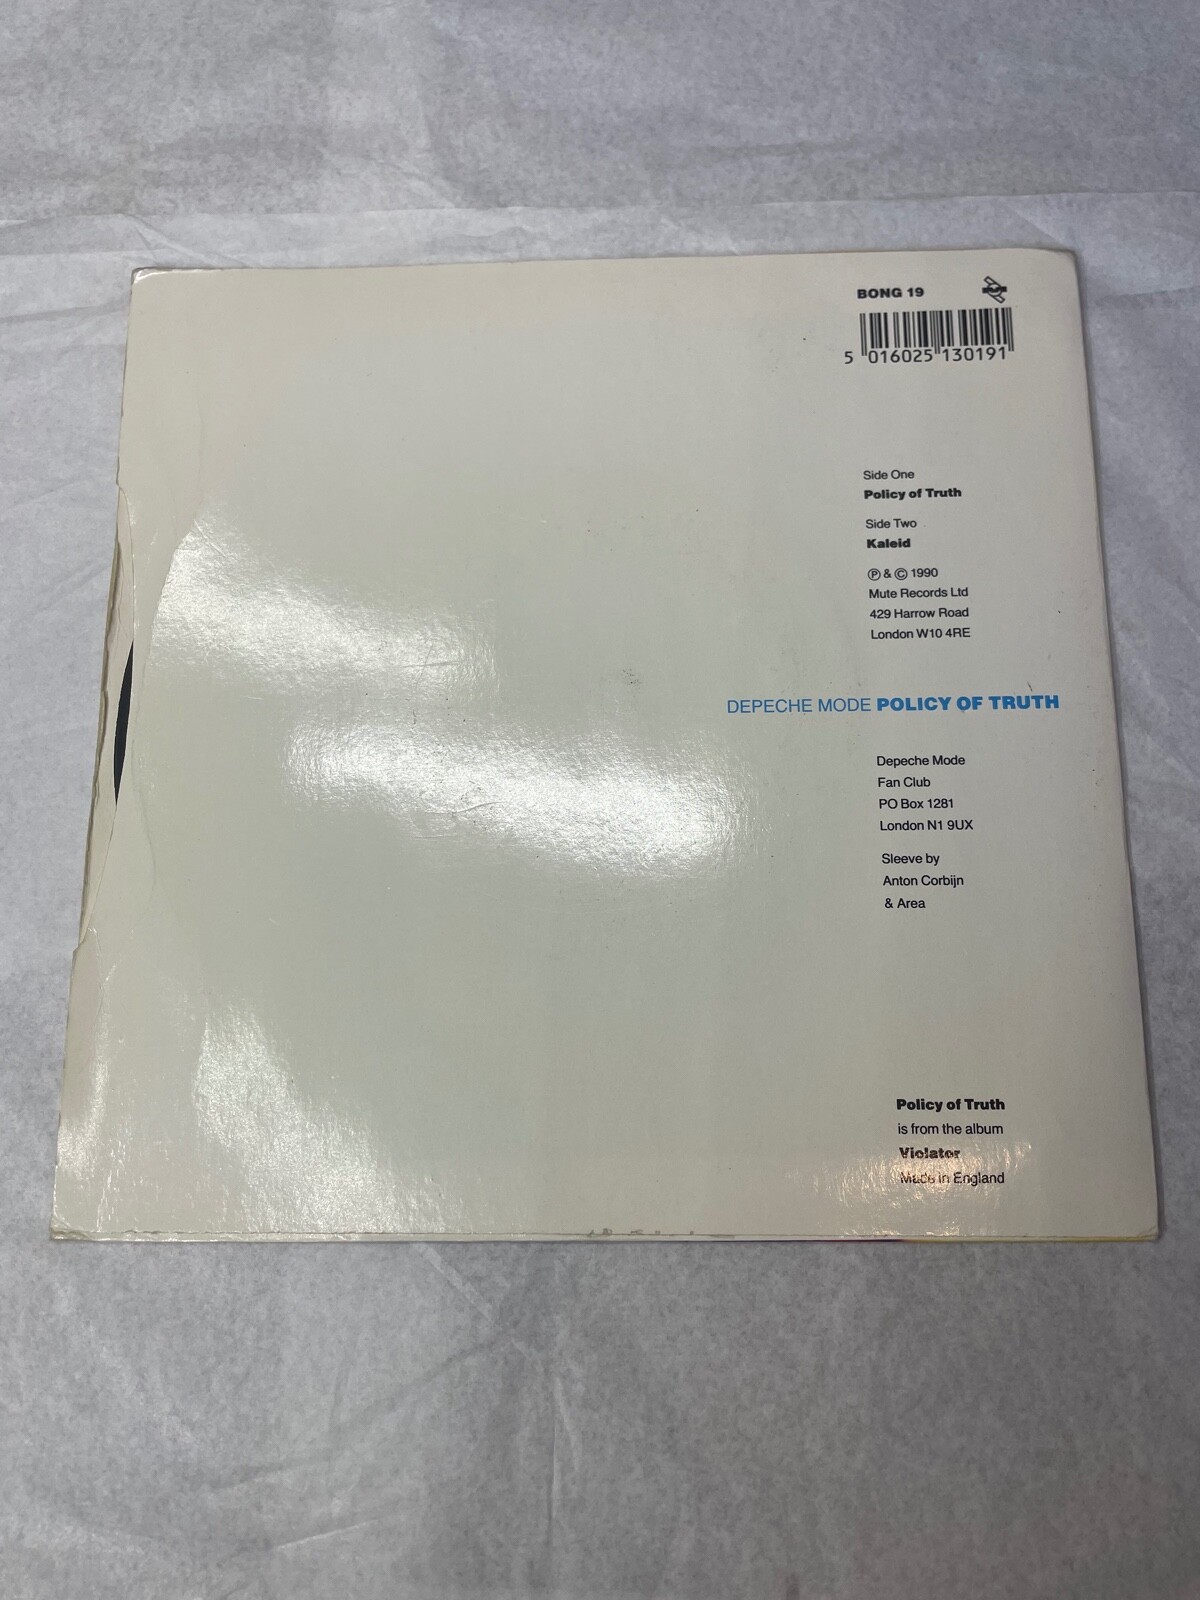 BONG 19
5 016025 130191
Side One
Policy of Truth
Side Two
Kaleid
℗ & © 1990
Mute Records Ltd
429 Harrow Road
London W10 4RE
DEPECHE MODE POLICY OF TRUTH
Depeche Mode
Fan Club
PO Box 1281
London N1 9UX
Sleeve by
Anton Corbijn
& Area
Policy of Truth
is from the album
Violator
Made in England